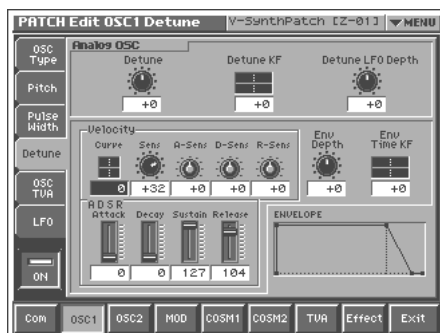 PATCH Edit OSC1 Detune V-SynthPatch [Z-01] ▼MENU
OSC Type
Pitch
Pulse Width
Detune
OSC TVA
LFO
ON
Analog OSC
Detune Detune KF Detune LFO Depth
+0 +0 +0
Velocity
Curve Sens A-Sens D-Sens R-Sens
0 +32 +0 +0 +0
Env Depth Env Time KF
+0 +0
ADSR
Attack Decay Sustain Release
0 0 127 104
ENVELOPE
Com OSC1 OSC2 MOD COSM1 COSM2 TVA Effect Exit